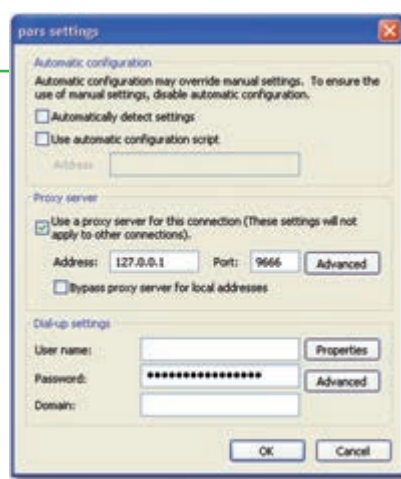 pars settings
Automatic configuration
Automatic configuration may override manual settings. To ensure the
use of manual settings, disable automatic configuration.
Automatically detect settings
Use automatic configuration script
Address
Proxy server
Use a proxy server for this connection (These settings will not
apply to other connections).
Address: 127.0.0.1 Port: 9666 Advanced
Bypass proxy server for local addresses
Dial-up settings
User name: Properties
Password: •••••••••••••••• Advanced
Domain:
OK Cancel